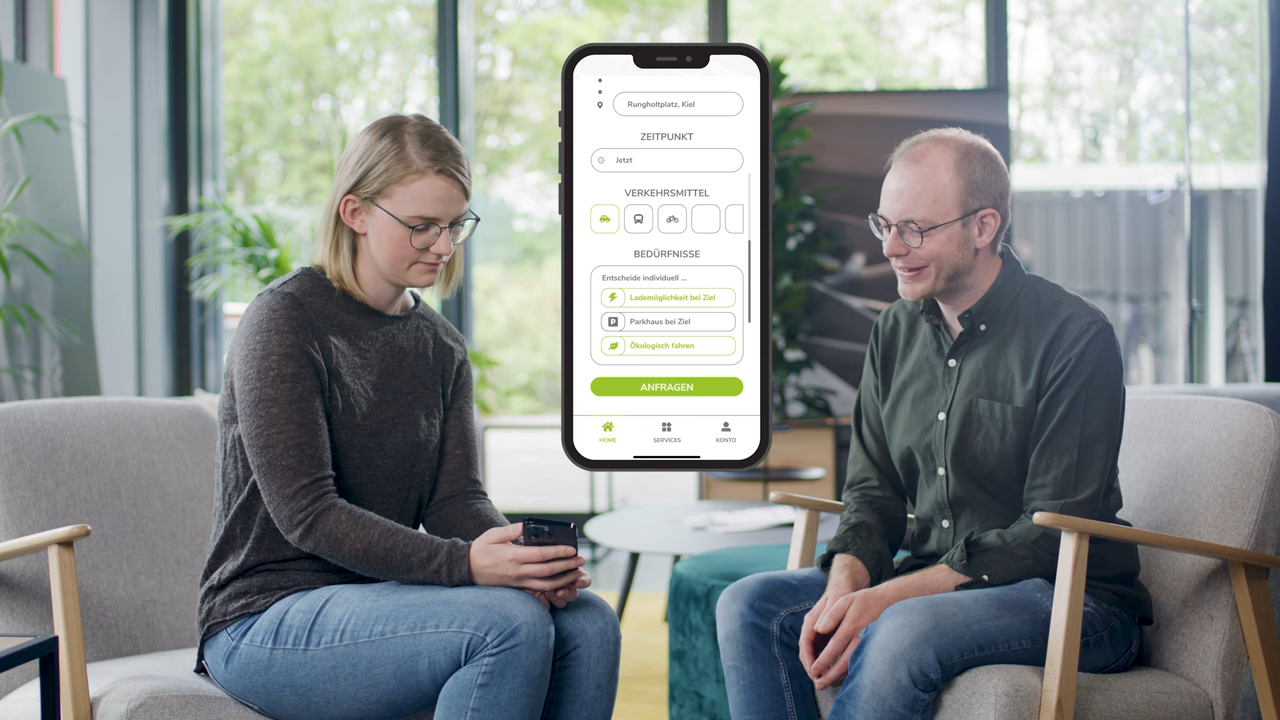 Rungholtplatz, Kiel
ZEITPUNKT
Jetzt
VERKEHRSMITTEL
BEDÜRFNISSE
Entscheide individuell ...
Lademöglichkeit bei Ziel
P Parkhaus bei Ziel
Ökologisch fahren
ANFRAGEN
HOME SERVICES KONTO